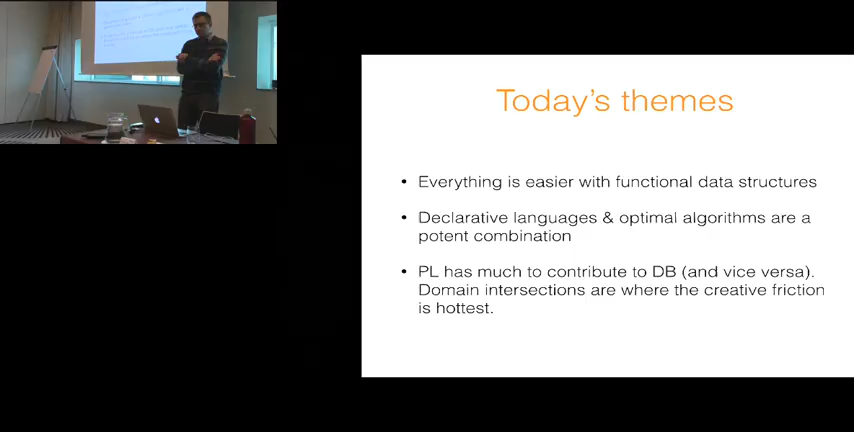 Today's themes
• Everything is easier with functional data structures
• Declarative languages & optimal algorithms are a
potent combination
• PL has much to contribute to DB (and vice versa).
Domain intersections are where the creative friction
is hottest.